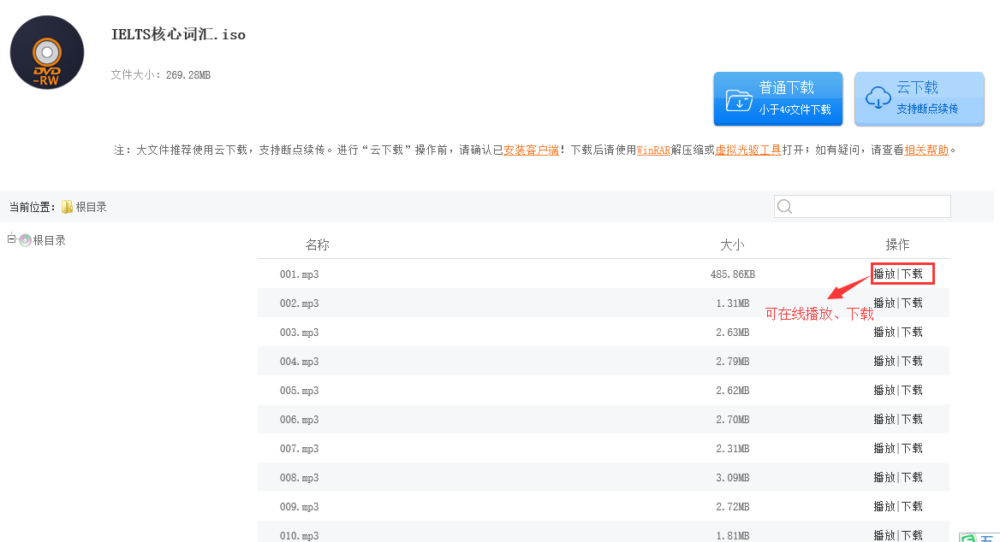 IELTS核心词汇.iso
DVD
-RW
文件大小：269.28MB
普通下载
小于4G文件下载
云下载
支持断点续传
注：大文件推荐使用云下载，支持断点续传。进行“云下载”操作前，请确认已安装客户端！下载后请使用WinRAR解压缩或虚拟光驱工具打开；如有疑问，请查看相关帮助。
当前位置：根目录
根目录
名称 大小 操作
001.mp3 485.86KB 播放|下载
002.mp3 1.31MB 播放|下载
可在线播放、下载
003.mp3 2.63MB 播放|下载
004.mp3 2.79MB 播放|下载
005.mp3 2.62MB 播放|下载
006.mp3 2.70MB 播放|下载
007.mp3 2.31MB 播放|下载
008.mp3 3.09MB 播放|下载
009.mp3 2.72MB 播放|下载
010.mp3 1.81MB 播放|下载